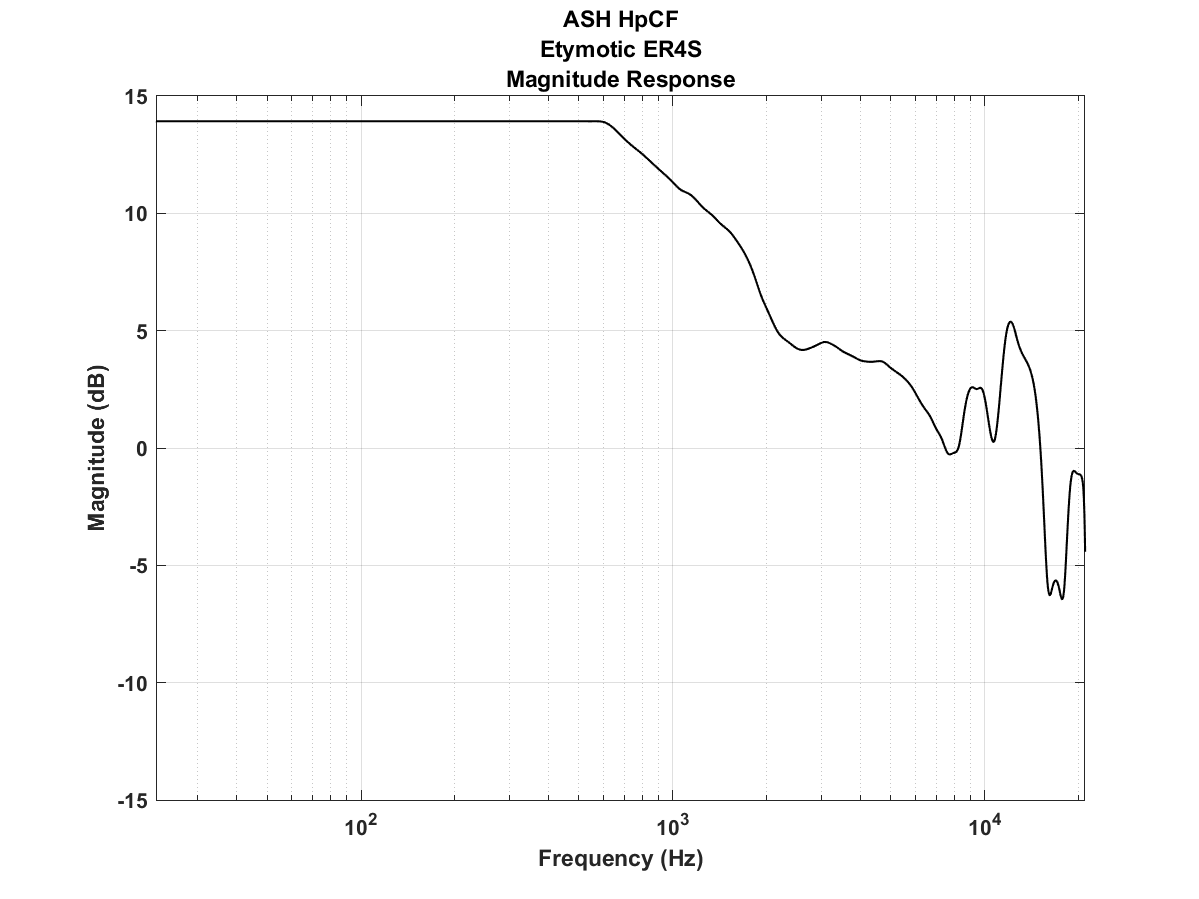 ASH HpCF
Etymotic ER4S
Magnitude Response
15
10
5
0
-5
-10
-15
Magnitude (dB)
10^2
10^3
10^4
Frequency (Hz)